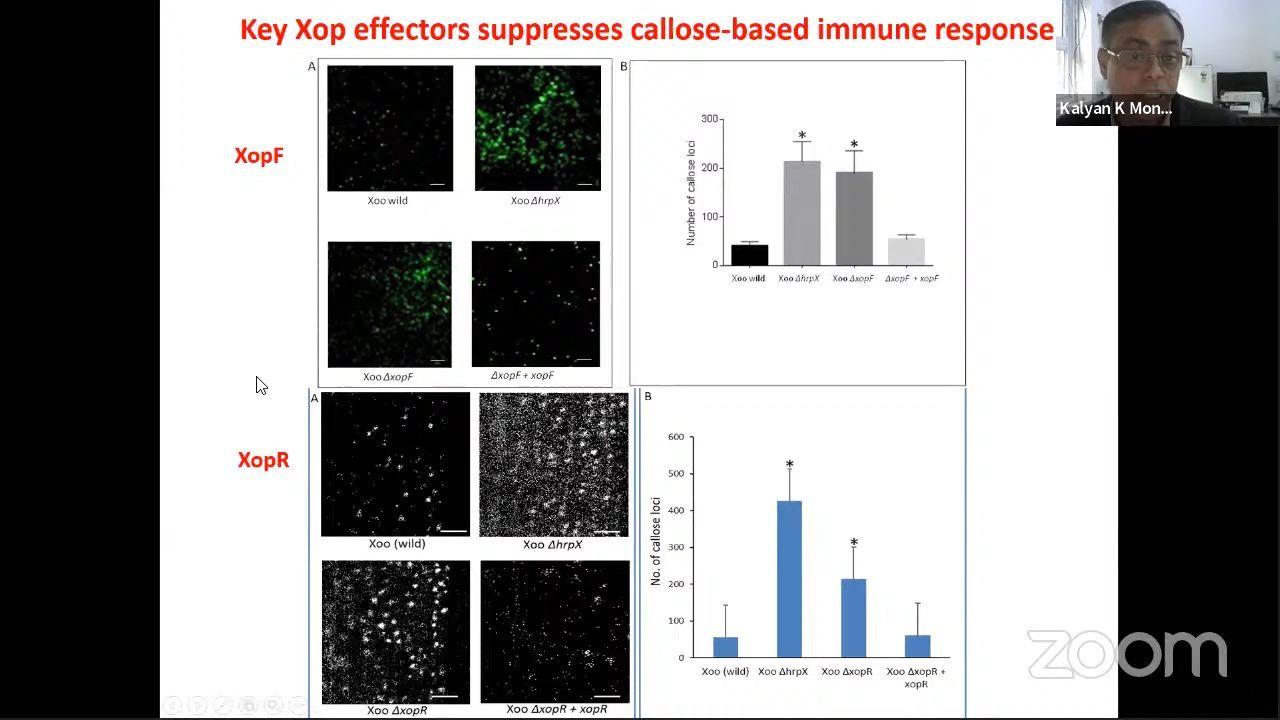 Key Xop effectors suppresses callose-based immune response
Kalyan K Mon...
XopF
A
Xoo wild
Xoo ΔhrpX
Xoo ΔxopF
ΔxopF + xopF
B
300
200
100
0
Number of callose loci
Xoo wild
Xoo ΔhrpX
Xoo ΔxopF
ΔxopF + xopF
*
*
XopR
A
Xoo (wild)
Xoo ΔhrpX
Xoo ΔxopR
Xoo ΔxopR + xopR
B
600
500
400
300
200
100
0
No. of callose loci
*
*
Xoo (wild)
Xoo ΔhrpX
Xoo ΔxopR
Xoo ΔxopR +
xopR
zoom